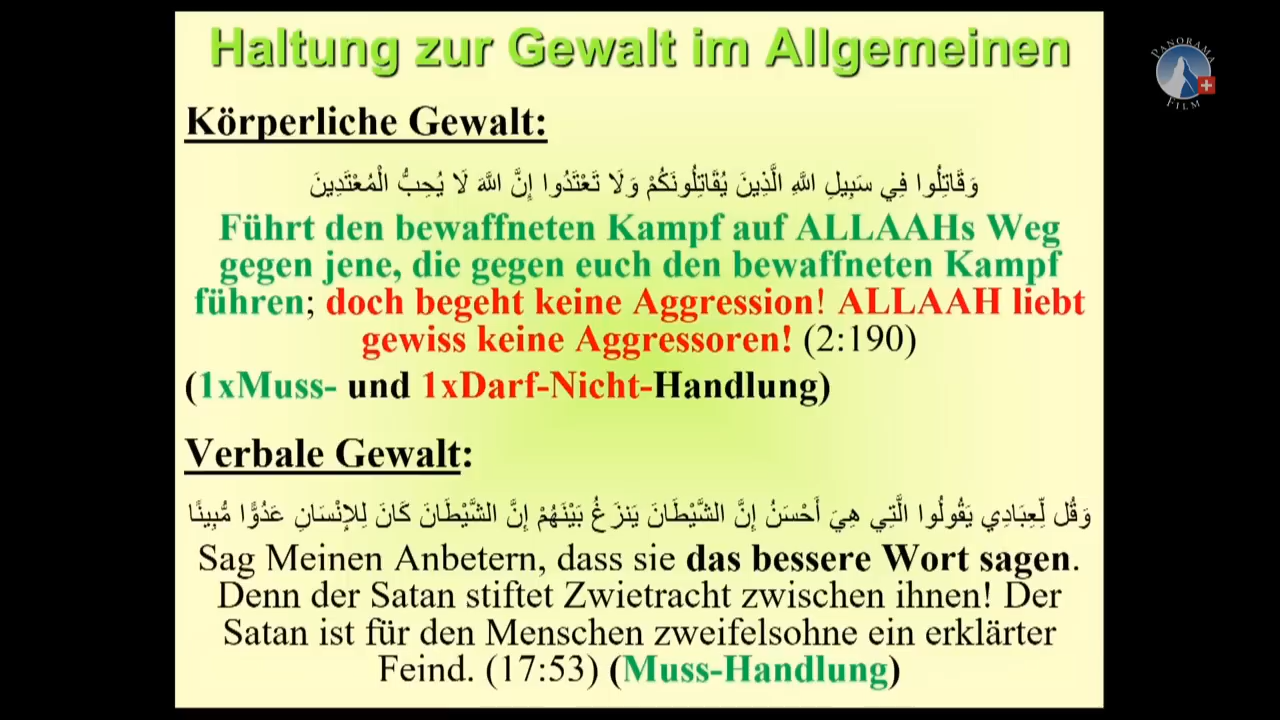 Haltung zur Gewalt im Allgemeinen
PANORAMA
FILM
Körperliche Gewalt:
وَقَاتِلُوا فِي سَبِيلِ اللَّهِ الَّذِينَ يُقَاتِلُونَكُمْ وَلَا تَعْتَدُوا إِنَّ اللَّهَ لَا يُحِبُّ الْمُعْتَدِينَ
Führt den bewaffneten Kampf auf ALLAAHs Weg
gegen jene, die gegen euch den bewaffneten Kampf
führen; doch begeht keine Aggression! ALLAAH liebt
gewiss keine Aggressoren! (2:190)
(1xMuss- und 1xDarf-Nicht-Handlung)
Verbale Gewalt:
وَقُل لِّعِبَادِي يَقُولُوا الَّتِي هِيَ أَحْسَنُ إِنَّ الشَّيْطَانَ يَنزَغُ بَيْنَهُمْ إِنَّ الشَّيْطَانَ كَانَ لِلإِنْسَانِ عَدُوًّا مُّبِينًا
Sag Meinen Anbetern, dass sie das bessere Wort sagen.
Denn der Satan stiftet Zwietracht zwischen ihnen! Der
Satan ist für den Menschen zweifelsohne ein erklärter
Feind. (17:53) (Muss-Handlung)